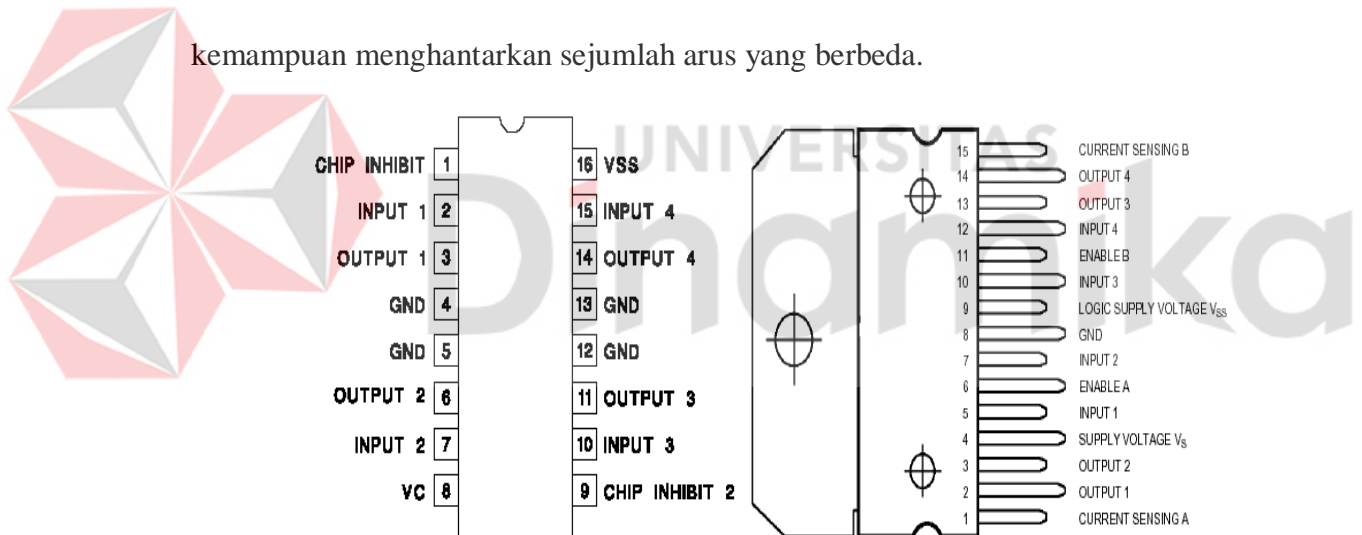 kemampuan menghantarkan sejumlah arus yang berbeda.
UNIVERSITAS
Dinamika
CHIP INHIBIT 1
INPUT 1 2
OUTPUT 1 3
GND 4
GND 5
OUTPUT 2 6
INPUT 2 7
VC 8
16 VSS
15 INPUT 4
14 OUTPUT 4
13 GND
12 GND
11 OUTPUT 3
10 INPUT 3
9 CHIP INHIBIT 2
15 CURRENT SENSING B
14 OUTPUT 4
13 OUTPUT 3
12 INPUT 4
11 ENABLE B
10 INPUT 3
9 LOGIC SUPPLY VOLTAGE VSS
8 GND
7 INPUT 2
6 ENABLE A
5 INPUT 1
4 SUPPLY VOLTAGE VS
3 OUTPUT 2
2 OUTPUT 1
1 CURRENT SENSING A